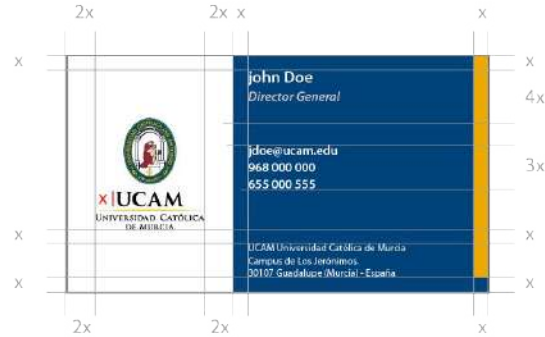 2x 2x x x
x x
john Doe
Director General
4x
jdoe@ucam.edu
968 000 000
655 000 555
3x
x|UCAM
UNIVERSIDAD CATÓLICA
DE MURCIA
x x
UCAM Universidad Católica de Murcia
Campus de Los Jerónimos.
30107 Guadalupe (Murcia) - España
x x
2x 2x x